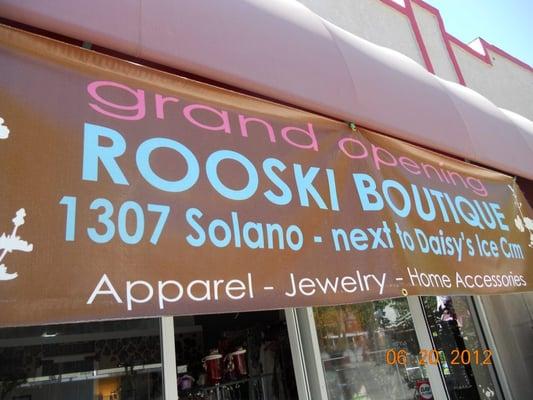 grand opening
ROOSKI BOUTIQUE
1307 Solano - next to Daisy's Ice Crm
Apparel - Jewelry - Home Accessories
06 20 2012